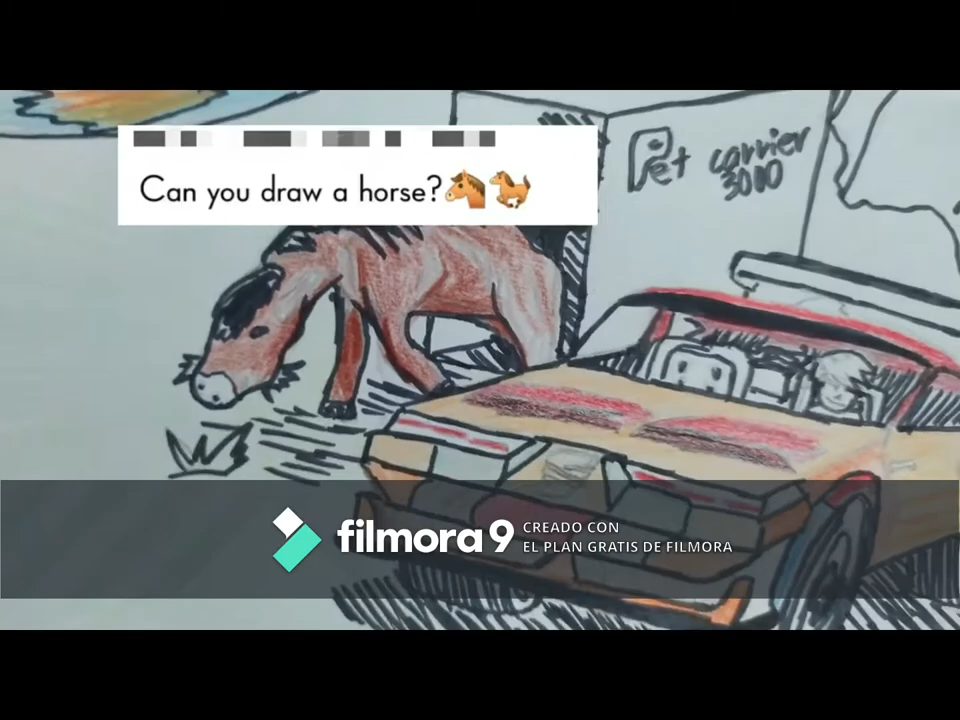 Can you draw a horse?🐴🐎
Pet carrier
3000
filmora9 CREADO CON
EL PLAN GRATIS DE FILMORA